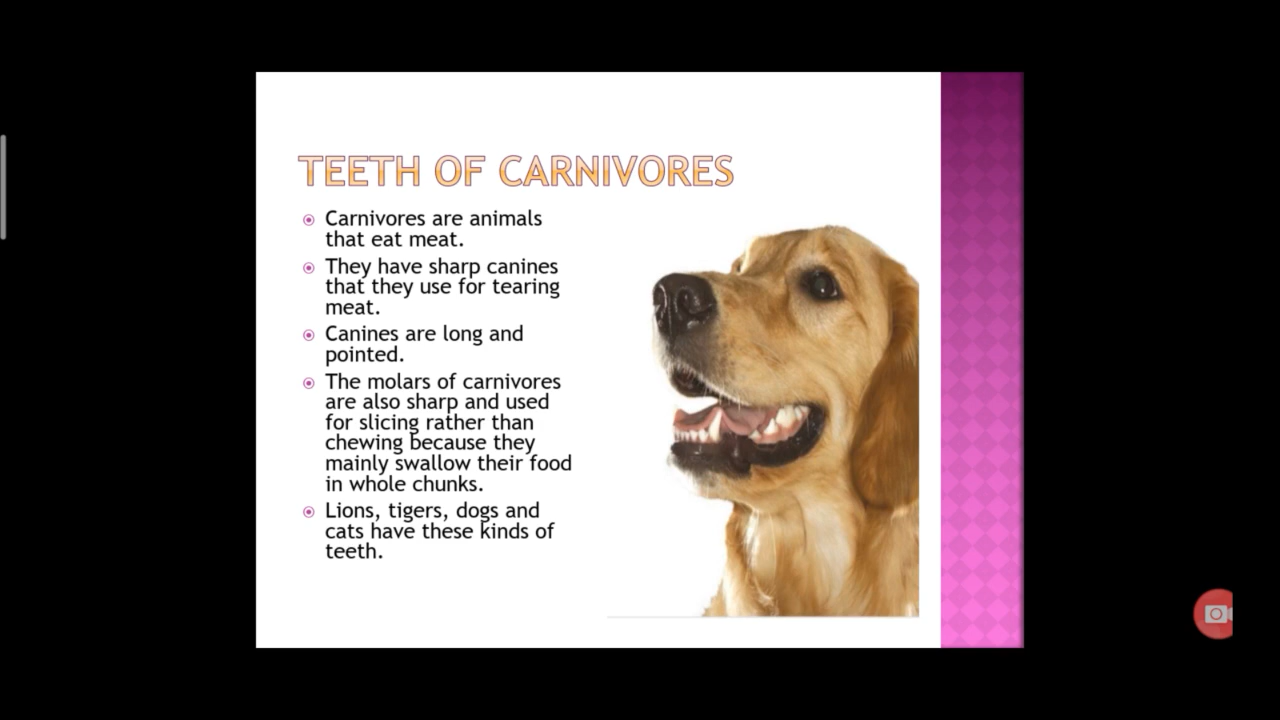 TEETH OF CARNIVORES
Carnivores are animals
that eat meat.
They have sharp canines
that they use for tearing
meat.
Canines are long and
pointed.
The molars of carnivores
are also sharp and used
for slicing rather than
chewing because they
mainly swallow their food
in whole chunks.
Lions, tigers, dogs and
cats have these kinds of
teeth.